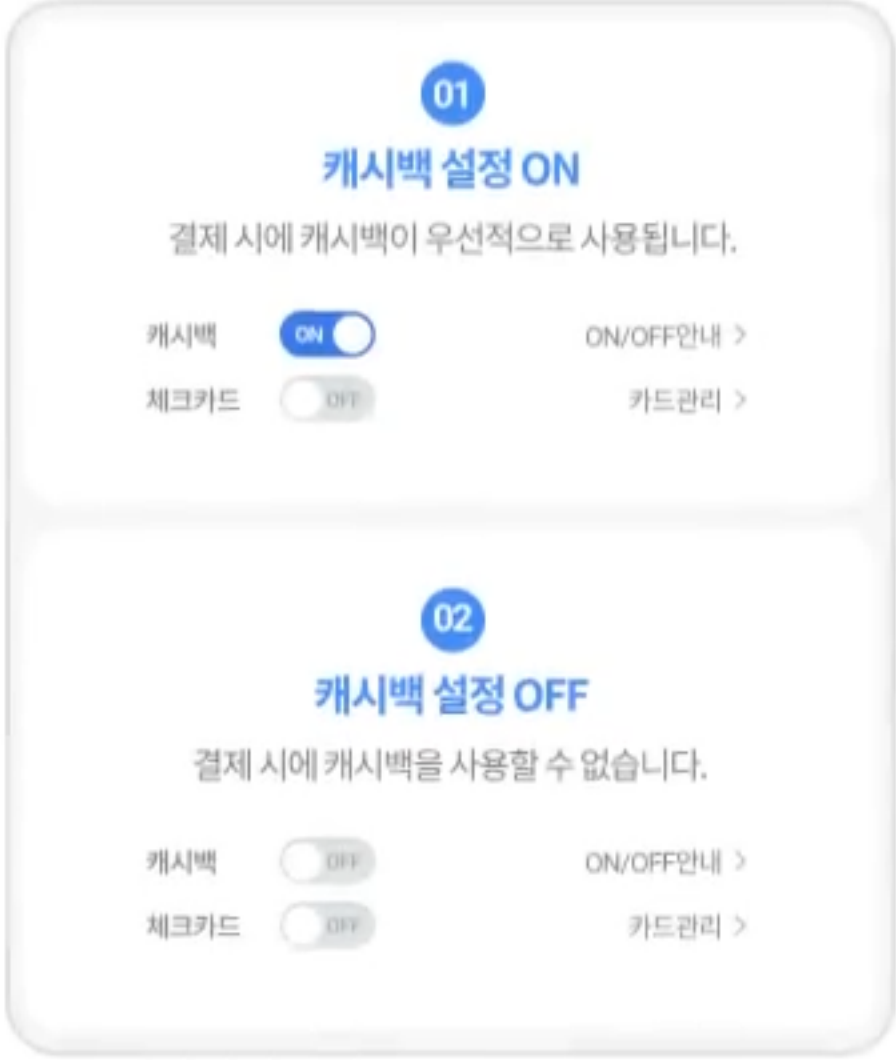 01
캐시백 설정 ON
결제 시에 캐시백이 우선적으로 사용됩니다.
캐시백 ON ON/OFF안내 >
체크카드 OFF 카드관리 >
02
캐시백 설정 OFF
결제 시에 캐시백을 사용할 수 없습니다.
캐시백 OFF ON/OFF안내 >
체크카드 OFF 카드관리 >